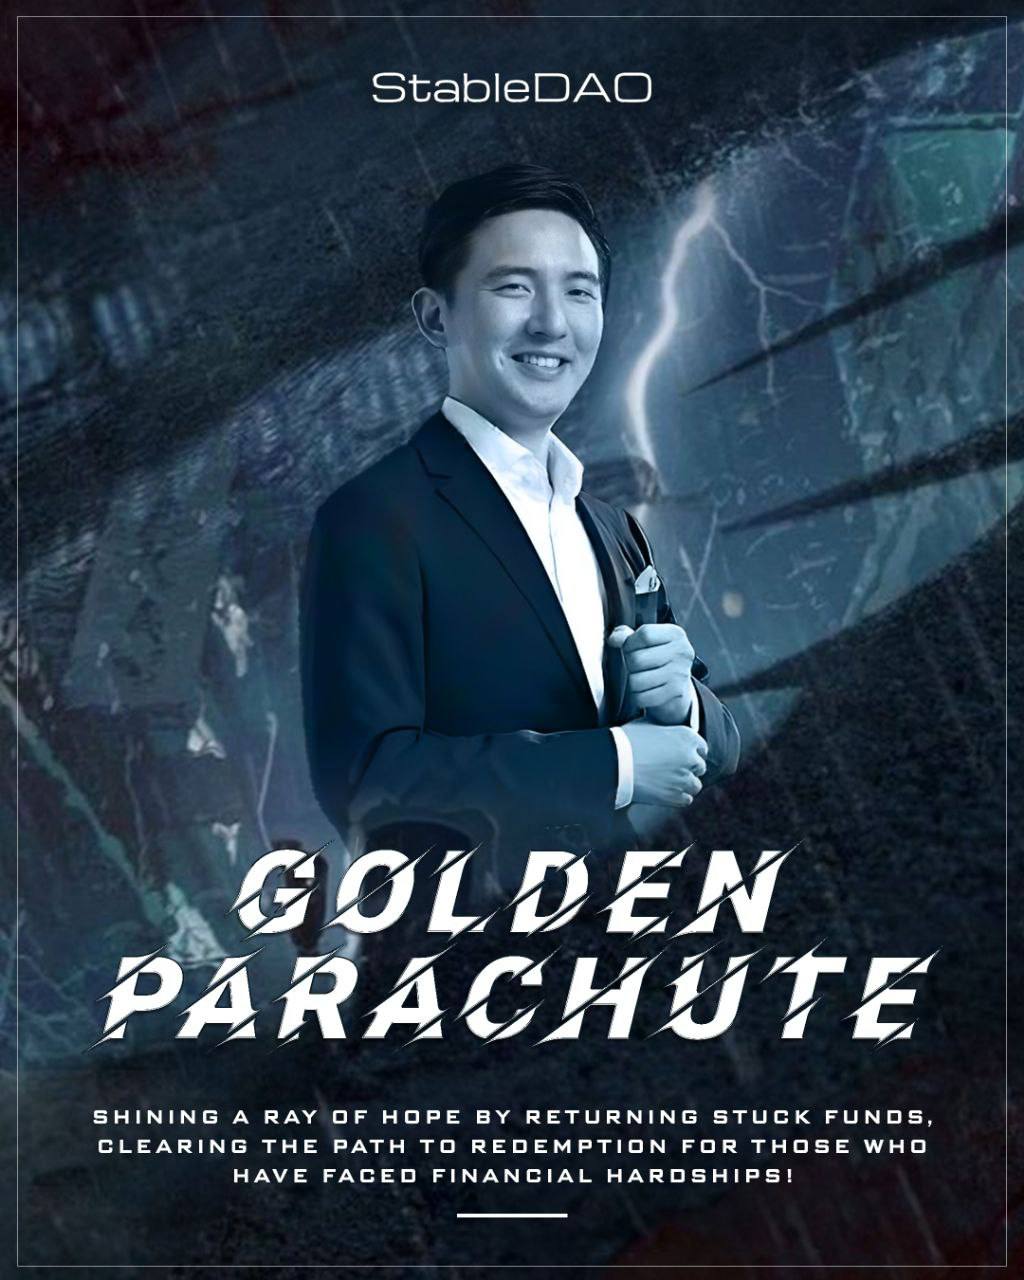 StableDAO
GOLDEN
PARACHUTE
SHINING A RAY OF HOPE BY RETURNING STUCK FUNDS,
CLEARING THE PATH TO REDEMPTION FOR THOSE WHO
HAVE FACED FINANCIAL HARDSHIPS!